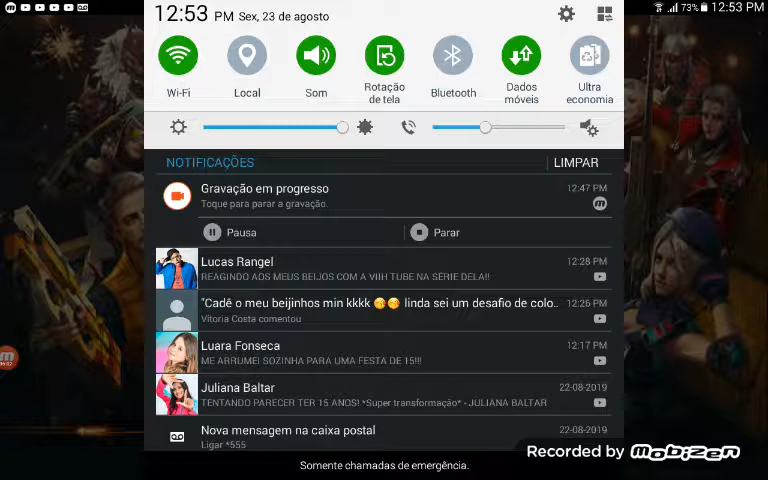 12:53 PM Sex, 23 de agosto
73% 12:53 PM
Wi-Fi
Local
Som
Rotação
de tela
Bluetooth
Dados
móveis
Ultra
economia
NOTIFICAÇÕES
LIMPAR
Gravação em progresso
12:47 PM
Toque para parar a gravação.
Pausa
Parar
Lucas Rangel
12:28 PM
REAGINDO AOS MEUS BEIJOS COM A VIIH TUBE NA SÉRIE DELA!!
"Cadê o meu beijinhos min kkkk 😙😙 linda sei um desafio de colo..
12:26 PM
Vitoria Costa comentou
Luara Fonseca
12:17 PM
ME ARRUMEI SOZINHA PARA UMA FESTA DE 15!!!
Juliana Baltar
22-08-2019
TENTANDO PARECER TER 15 ANOS! *Super transformação* - JULIANA BALTAR
Nova mensagem na caixa postal
22-08-2019
Ligar *555
Recorded by Mobizen
Somente chamadas de emergência.